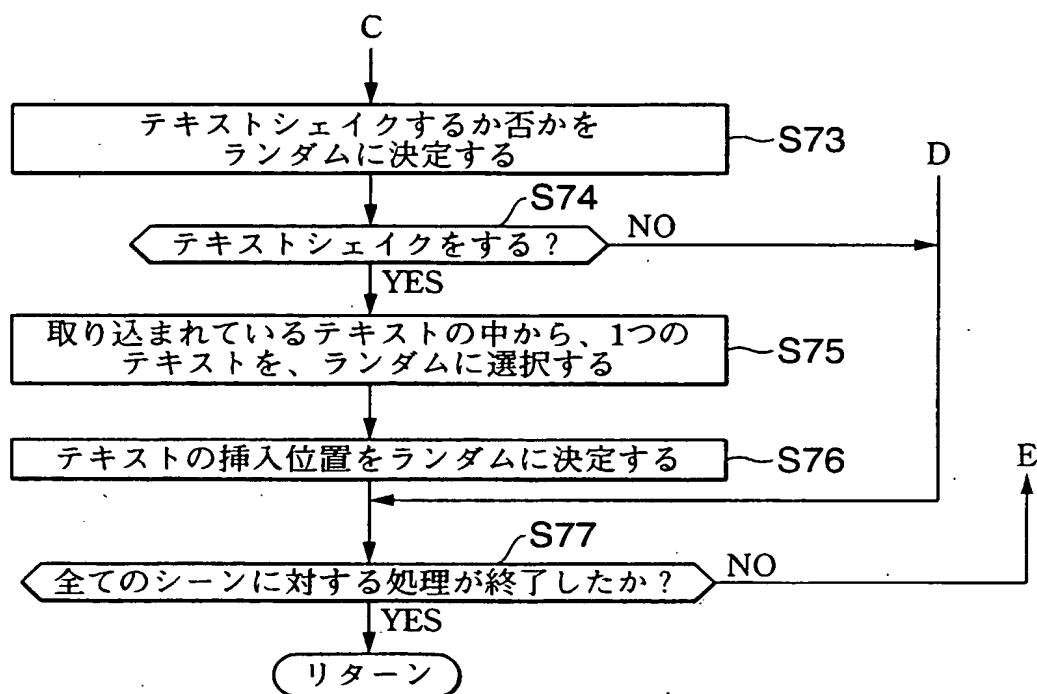 C
テキストシェイクするか否かを
ランダムに決定する
S73
D
S74
テキストシェイクをする?
NO
YES
取り込まれているテキストの中から、1つの
テキストを、ランダムに選択する
S75
テキストの挿入位置をランダムに決定する
S76
E
S77
全てのシーンに対する処理が終了したか?
NO
YES
リターン